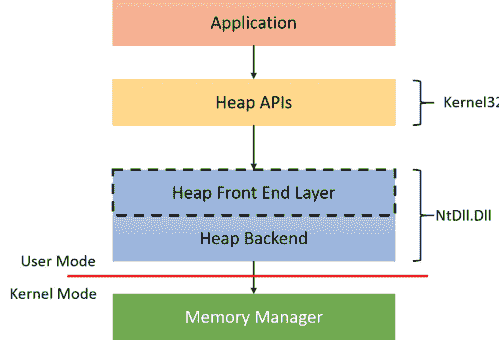 Application
Heap APIs
Kernel32
Heap Front End Layer
NtDll.Dll
Heap Backend
User Mode
Kernel Mode
Memory Manager